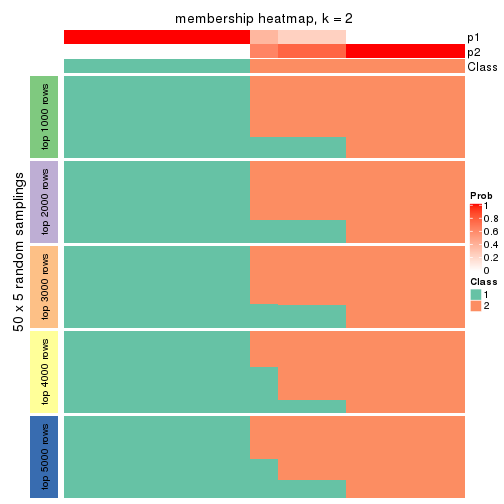 membership heatmap, k = 2
p1
p2
Class
50 x 5 random samplings
top 1000 rows
top 2000 rows
top 3000 rows
top 4000 rows
top 5000 rows
Prob
1
0.8
0.6
0.4
0.2
0
Class
1
2